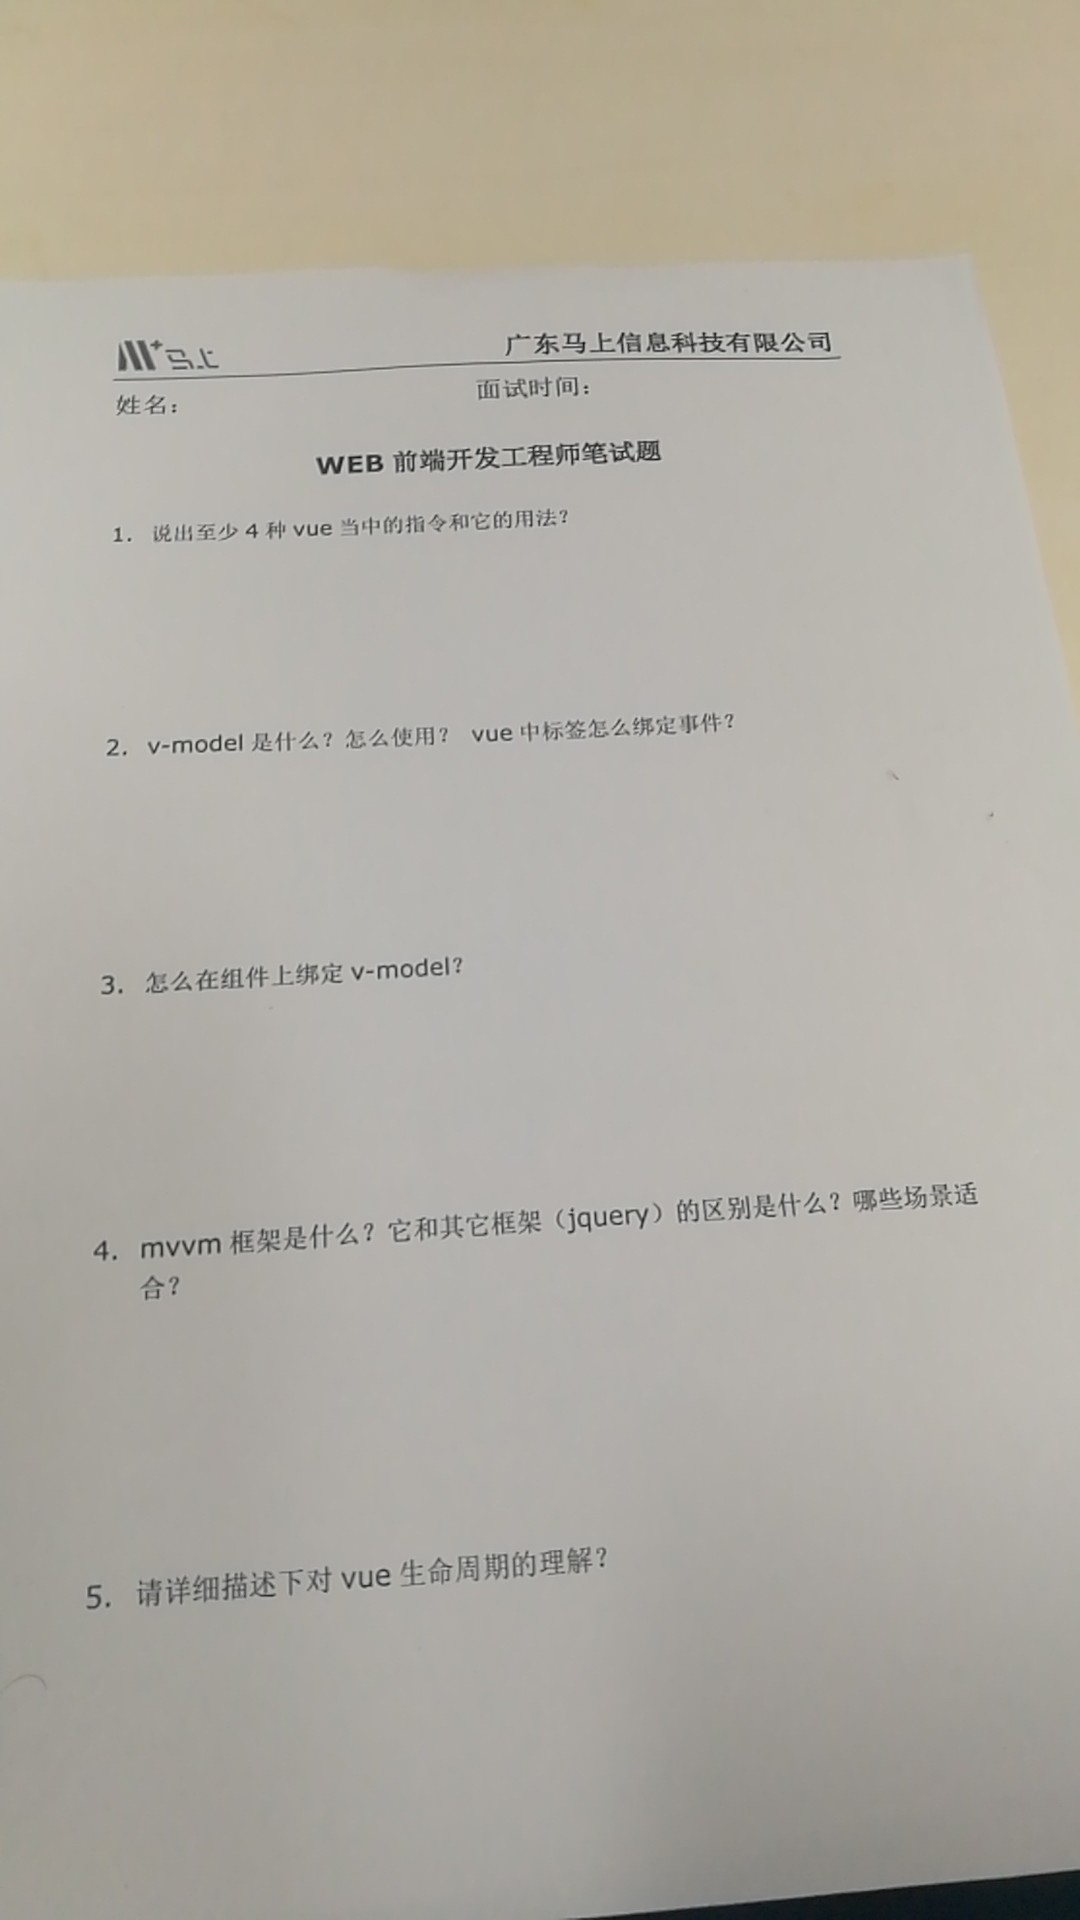 M+马上
广东马上信息科技有限公司
姓名： 面试时间：
WEB 前端开发工程师笔试题
1. 说出至少 4 种 vue 当中的指令和它的用法？
2. v-model 是什么？怎么使用？ vue 中标签怎么绑定事件？
3. 怎么在组件上绑定 v-model？
4. mvvm 框架是什么？它和其它框架（jquery）的区别是什么？哪些场景适
合？
5. 请详细描述下对 vue 生命周期的理解？